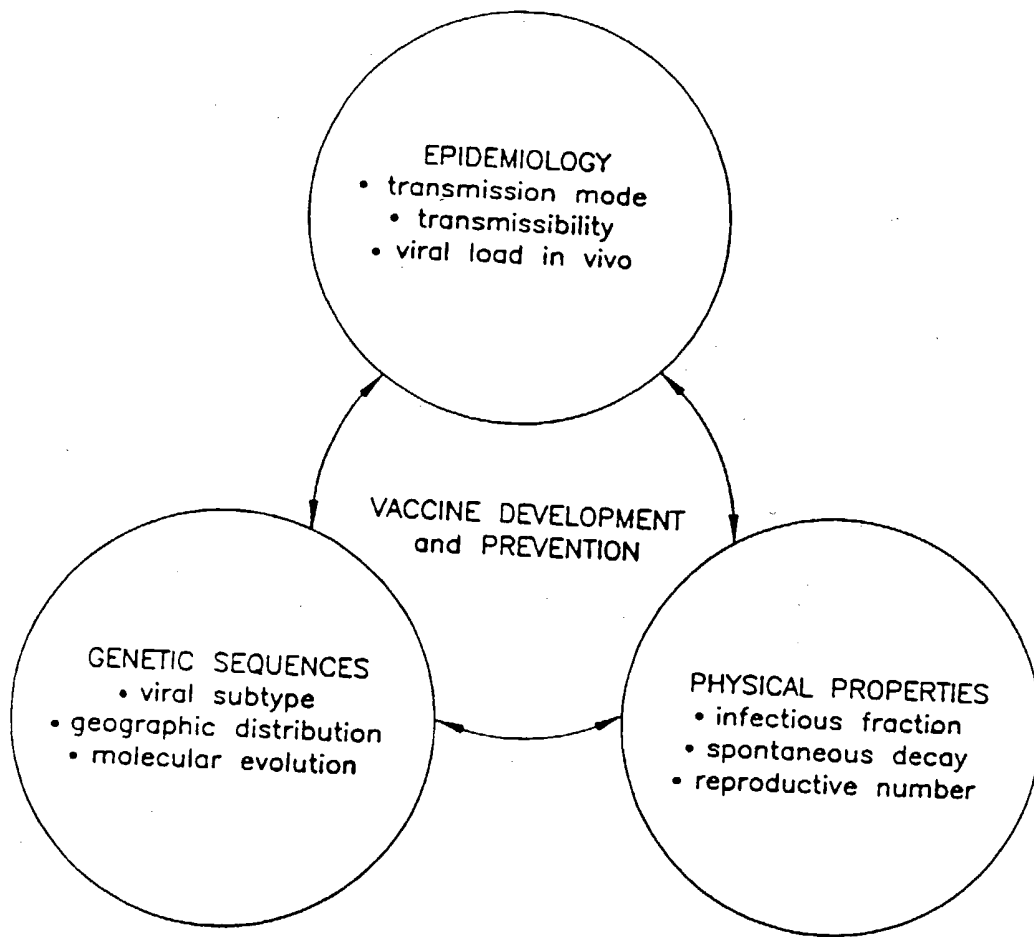 EPIDEMIOLOGY
• transmission mode
• transmissibility
• viral load in vivo
VACCINE DEVELOPMENT
and PREVENTION
GENETIC SEQUENCES
• viral subtype
• geographic distribution
• molecular evolution
PHYSICAL PROPERTIES
• infectious fraction
• spontaneous decay
• reproductive number